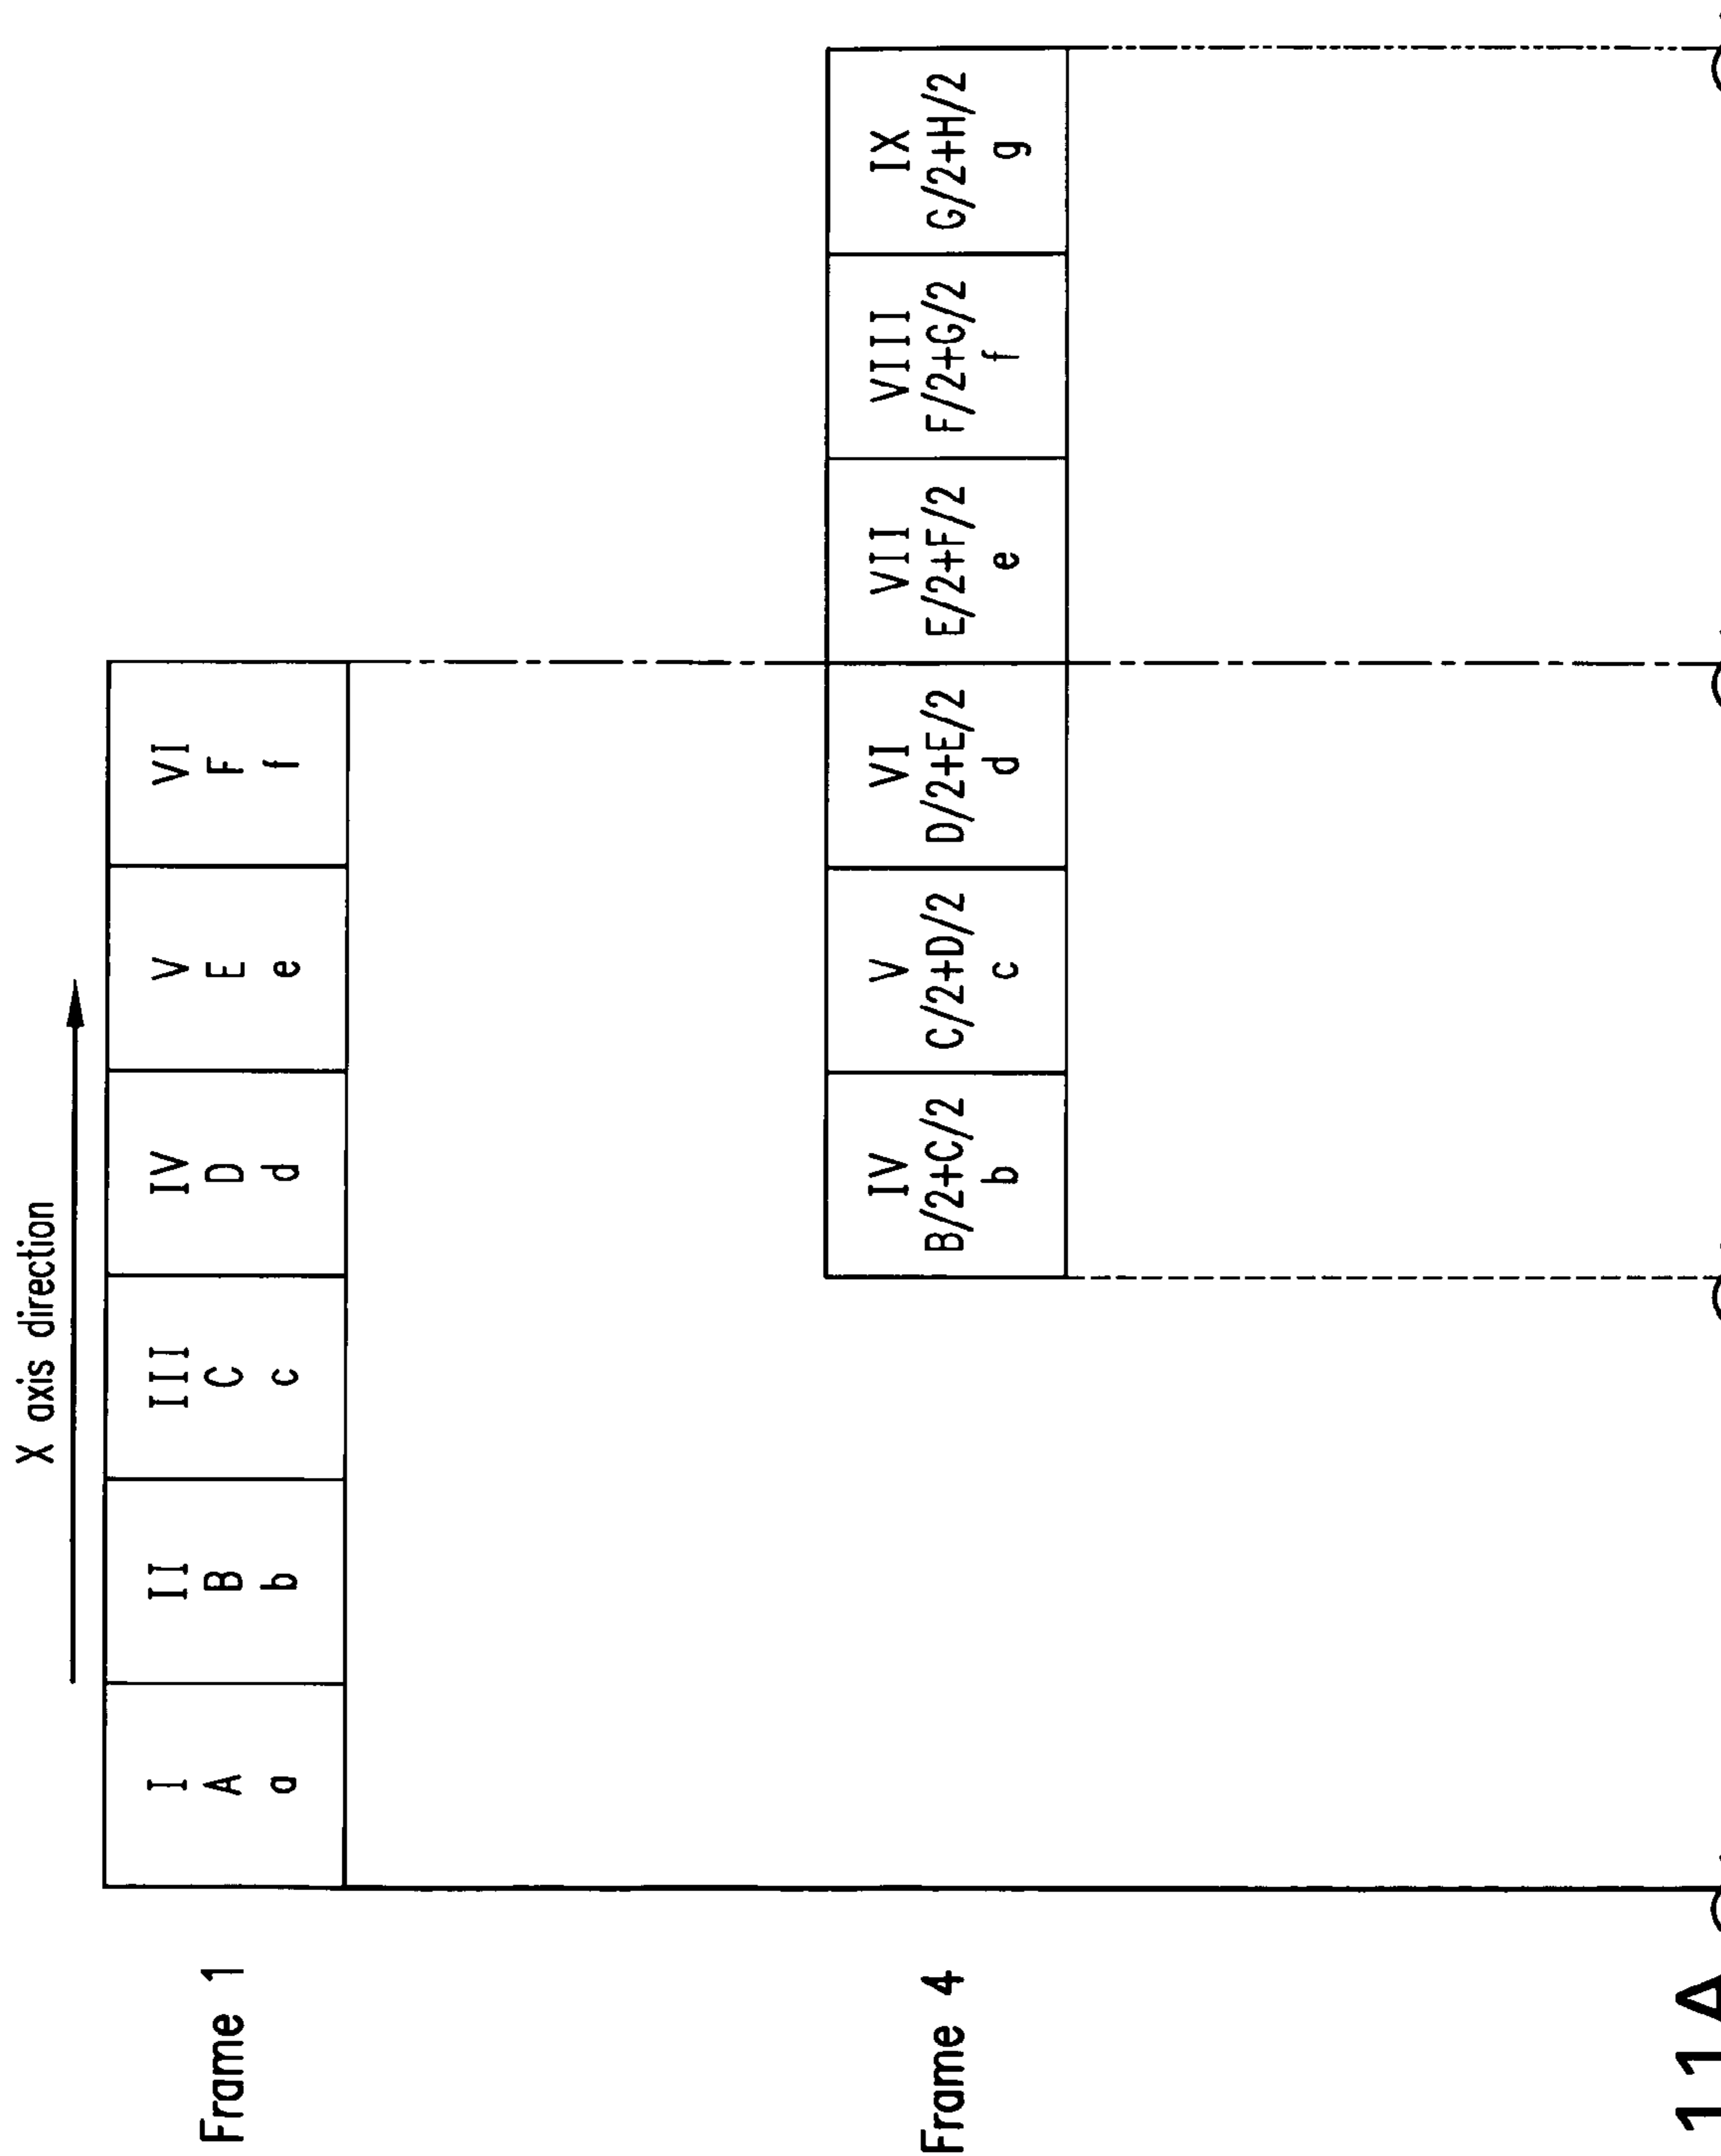 X axis direction
Frame 1
I
A
a
II
B
b
III
C
c
IV
D
d
V
E
e
VI
F
f
Frame 4
IV
B/2+C/2
b
V
C/2+D/2
c
VI
D/2+E/2
d
VII
E/2+F/2
e
VIII
F/2+G/2
f
IX
G/2+H/2
g
11A